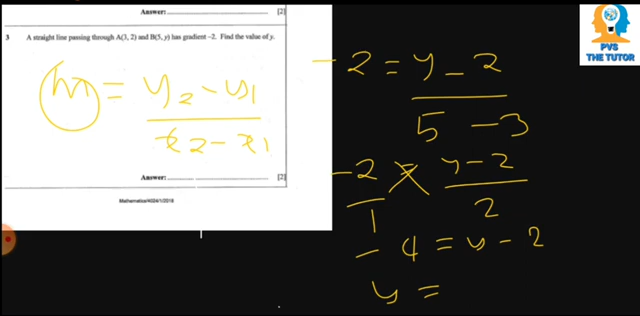 Answer: [2]
3 A straight line passing through A(3, 2) and B(5, y) has gradient -2. Find the value of y.
m = y2 - y1
x2 - x1
Answer: [2]
Mathematics/4024/1/2018
PVS
THE TUTOR
-2 = y - 2
5 - 3
-2 = y - 2
1 2
-4 = y - 2
y =